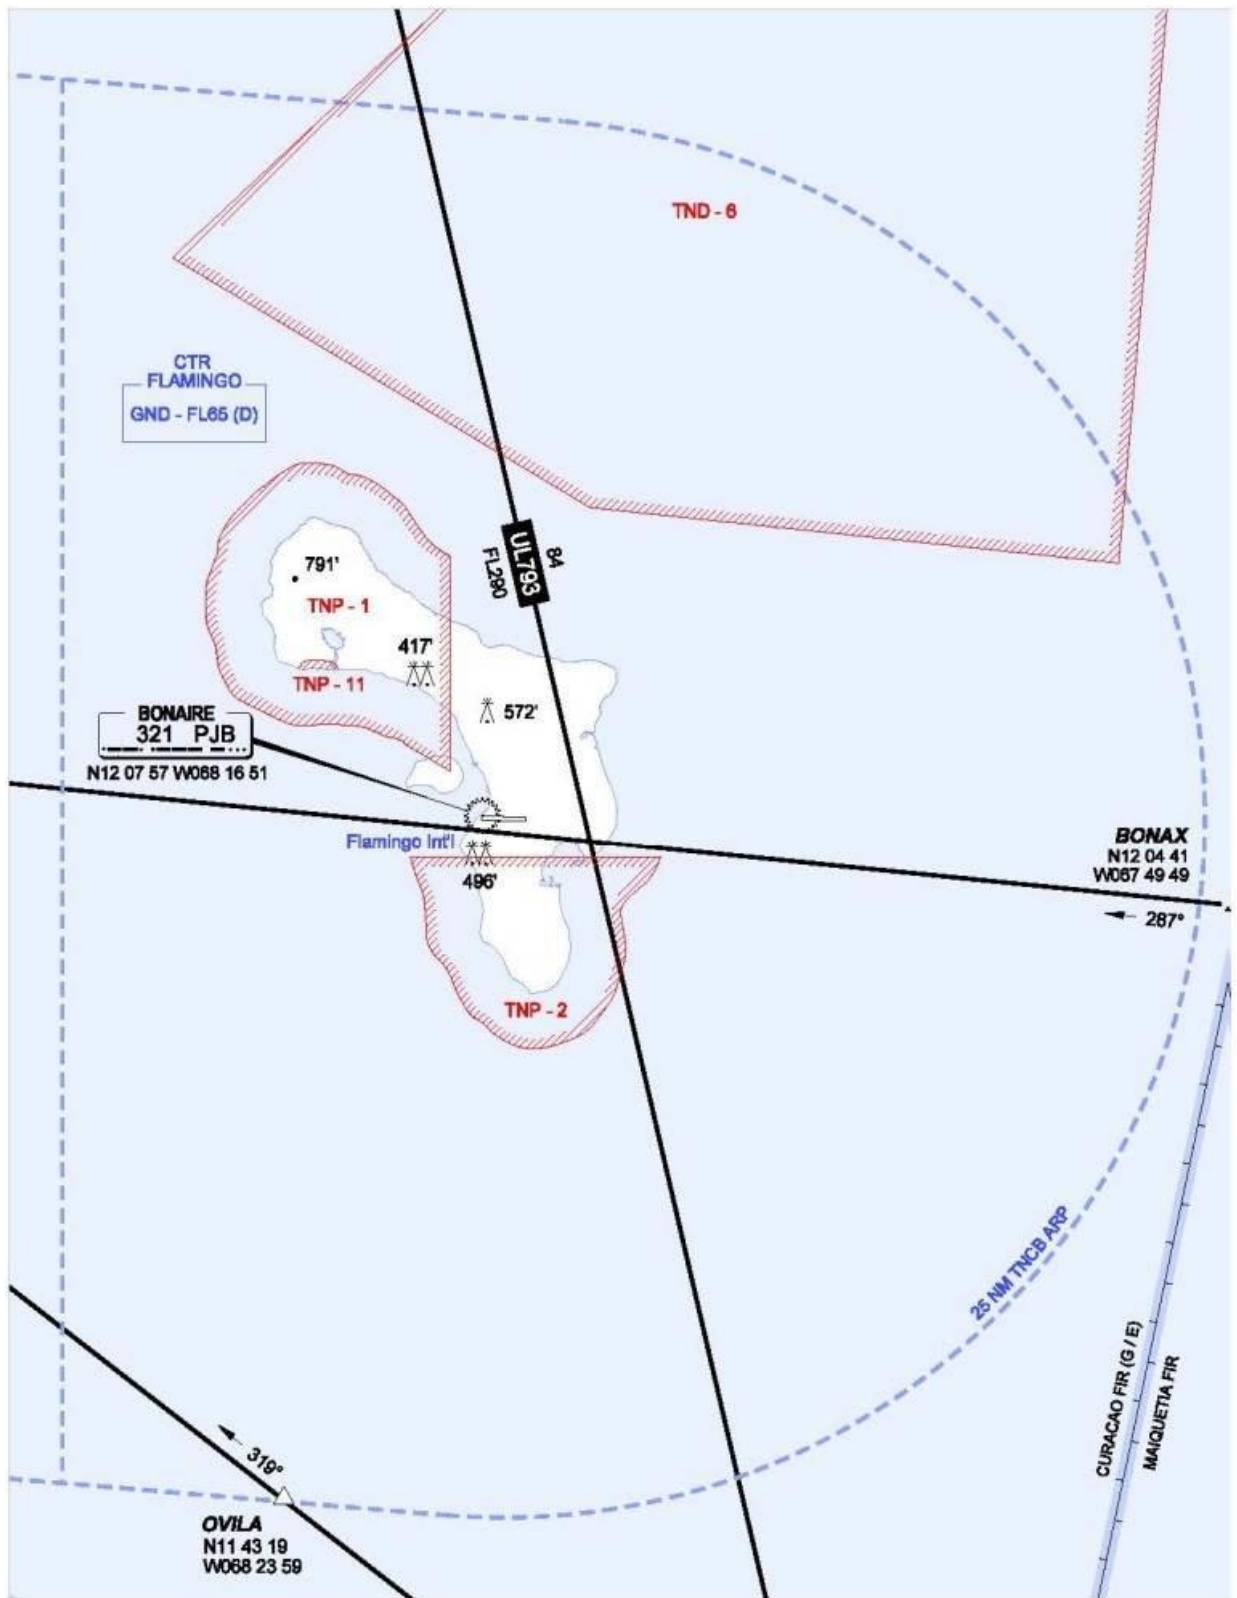 TND - 6
CTR
FLAMINGO
GND - FL65 (D)
UL793
84
FL290
791'
TNP - 1
417'
TNP - 11
572'
BONAIRE
321 PJB
N12 07 57 W068 16 51
Flamingo Int'l
496'
BONAX
N12 04 41
W067 49 49
287°
TNP - 2
25 NM TNCB ARP
CURACAO FIR (G / E)
MAIQUETIA FIR
319°
OVILA
N11 43 19
W068 23 59